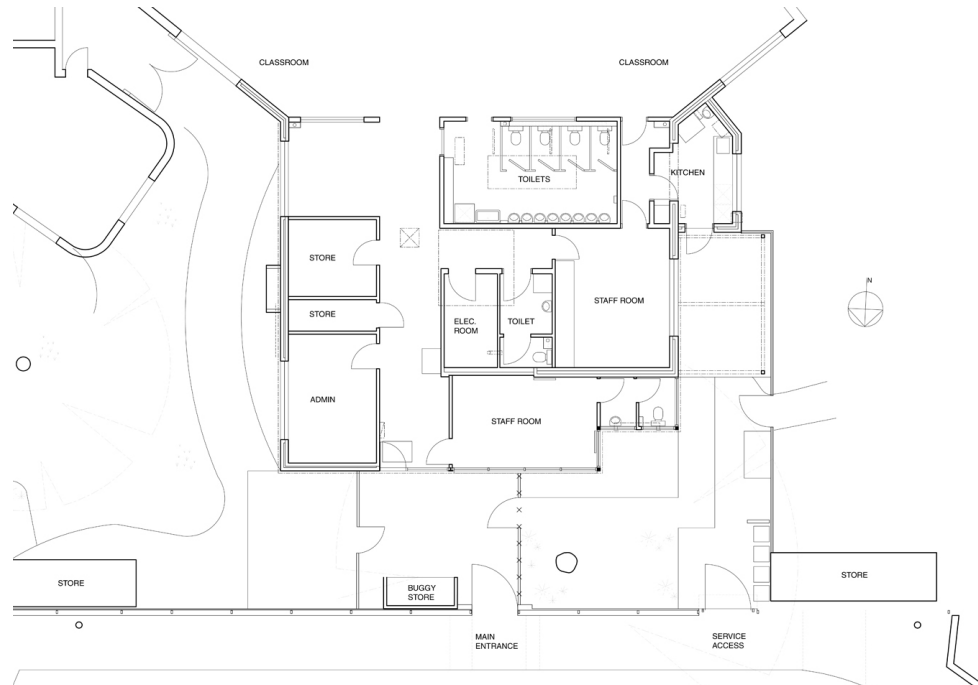 CLASSROOM
CLASSROOM
KITCHEN
TOILETS
STORE
N
STAFF ROOM
STORE
ELEC.
ROOM
TOILET
ADMIN
STAFF ROOM
STORE
BUGGY
STORE
STORE
MAIN
ENTRANCE
SERVICE
ACCESS